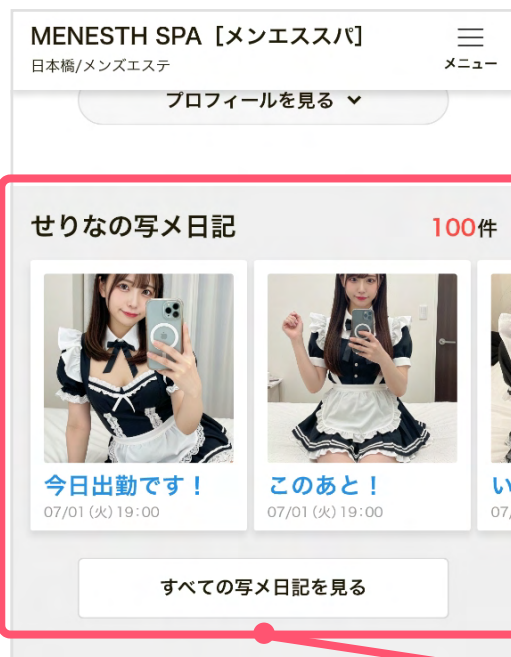 MENESTH SPA［メンエススパ］
日本橋/メンズエステ
メニュー
プロフィールを見る
せりなの写メ日記
100件
今日出勤です！
07/01(火)19:00
このあと！
07/01(火)19:00
い
07/
すべての写メ日記を見る